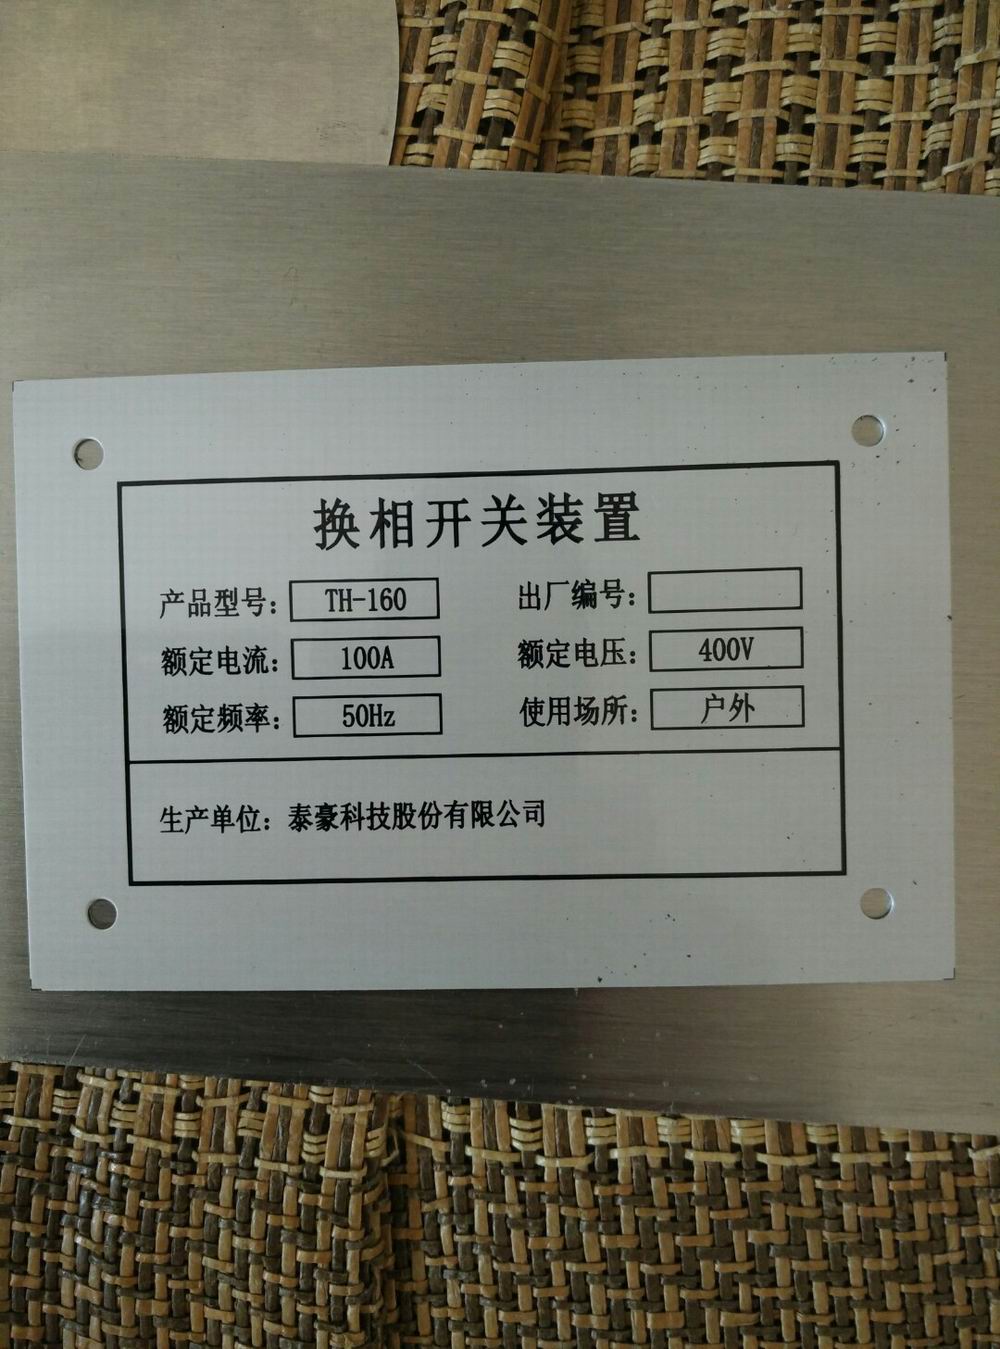 换相开关装置
产品型号：TH-160 出厂编号：
额定电流：100A 额定电压：400V
额定频率：50Hz 使用场所：户外
生产单位：泰豪科技股份有限公司